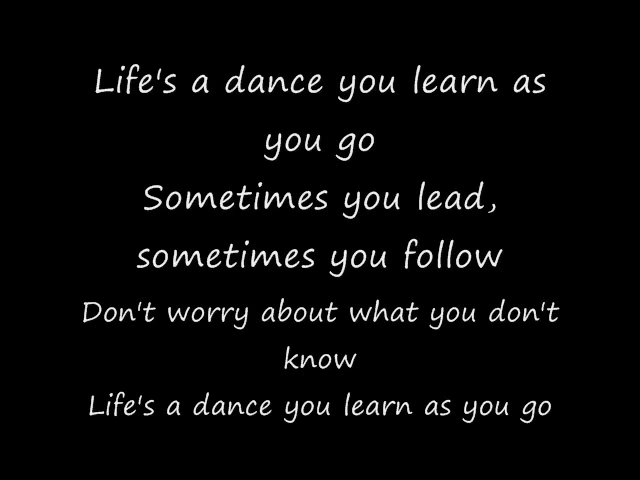 Life's a dance you learn as
you go
Sometimes you lead,
sometimes you follow
Don't worry about what you don't
know
Life's a dance you learn as you go